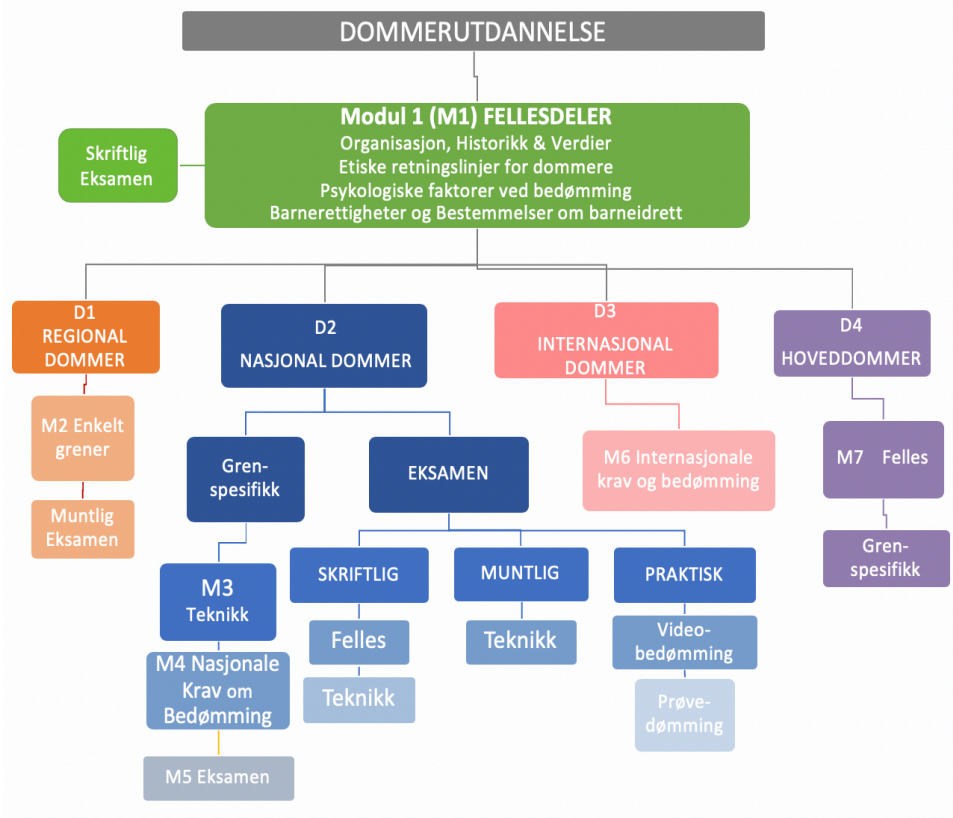 DOMMERUTDANNELSE
Modul 1 (M1) FELLESDELER
Organisasjon, Historikk & Verdier
Etiske retningslinjer for dommere
Psykologiske faktorer ved bedømming
Barnerettigheter og Bestemmelser om barneidrett
Skriftlig
Eksamen
D1
REGIONAL
DOMMER
D2
NASJONAL DOMMER
D3
INTERNASJONAL
DOMMER
D4
HOVEDDOMMER
M2 Enkelt
grener
Muntlig
Eksamen
Gren-
spesifikk
EKSAMEN
M6 Internasjonale
krav og bedømming
M7 Felles
Gren-
spesifikk
M3
Teknikk
M4 Nasjonale
Krav om
Bedømming
M5 Eksamen
SKRIFTLIG
Felles
Teknikk
MUNTLIG
Teknikk
PRAKTISK
Video-
bedømming
Prøve-
dømming